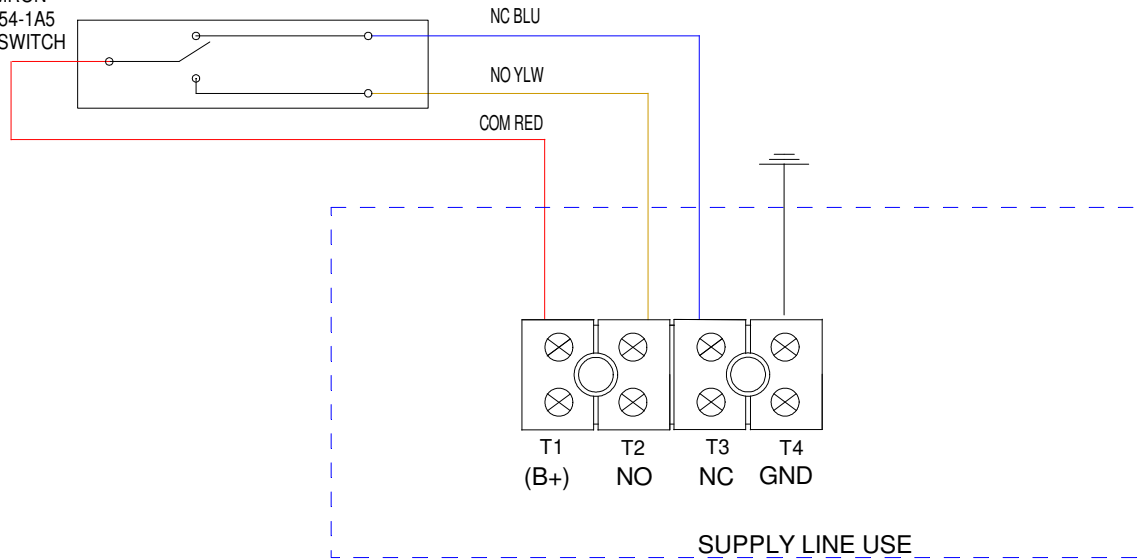 54-1A5
SWITCH
NC BLU
NO YLW
COM RED
T1 T2 T3 T4
(B+) NO NC GND
SUPPLY LINE USE